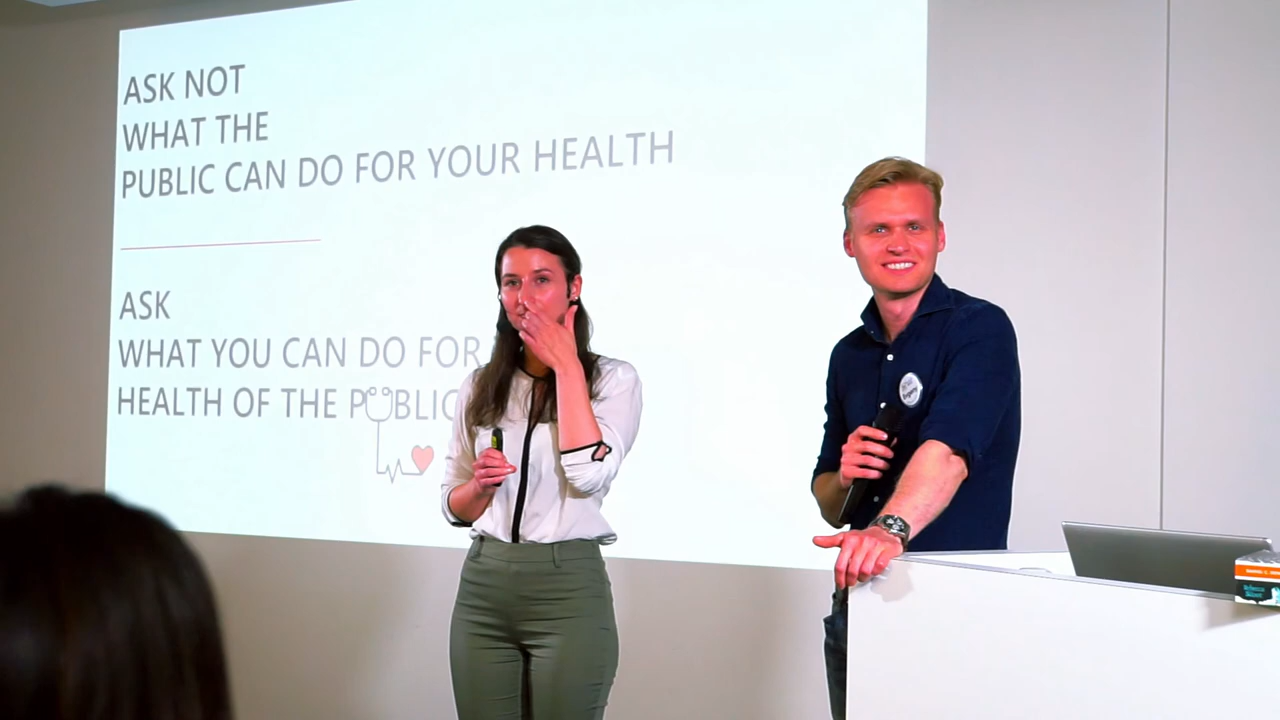 ASK NOT
WHAT THE
PUBLIC CAN DO FOR YOUR HEALTH
ASK
WHAT YOU CAN DO FOR
HEALTH OF THE PUBLIC